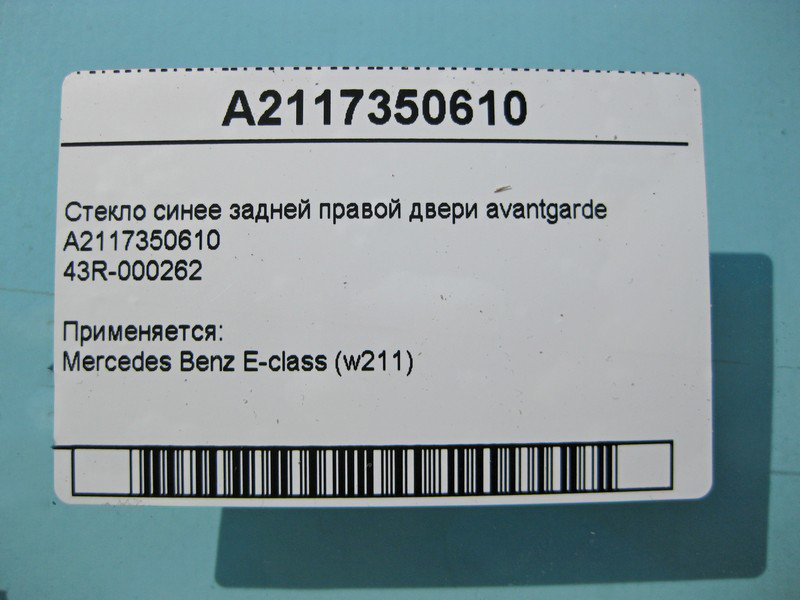 A2117350610
Стекло синее задней правой двери avantgarde
A2117350610
43R-000262
Применяется:
Mercedes Benz E-class (w211)